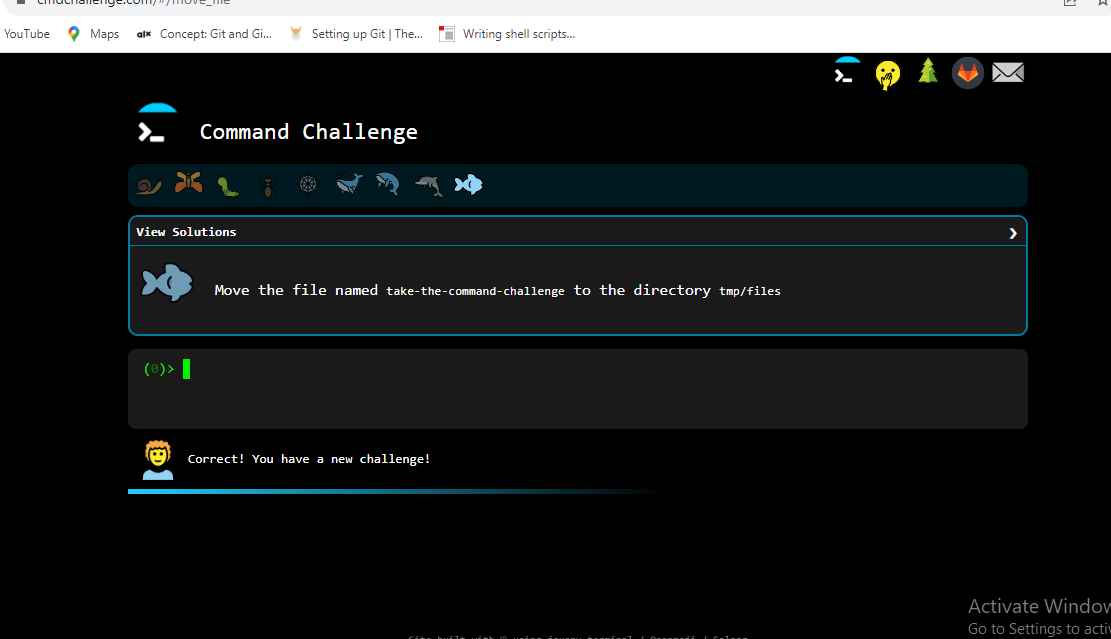 cmdchallenge.com/#/move_file
YouTube Maps alx Concept: Git and Gi... Setting up Git | The... Writing shell scripts...
Command Challenge
View Solutions
Move the file named take-the-command-challenge to the directory tmp/files
(0)>
Correct! You have a new challenge!
Activate Window
Go to Settings to activ